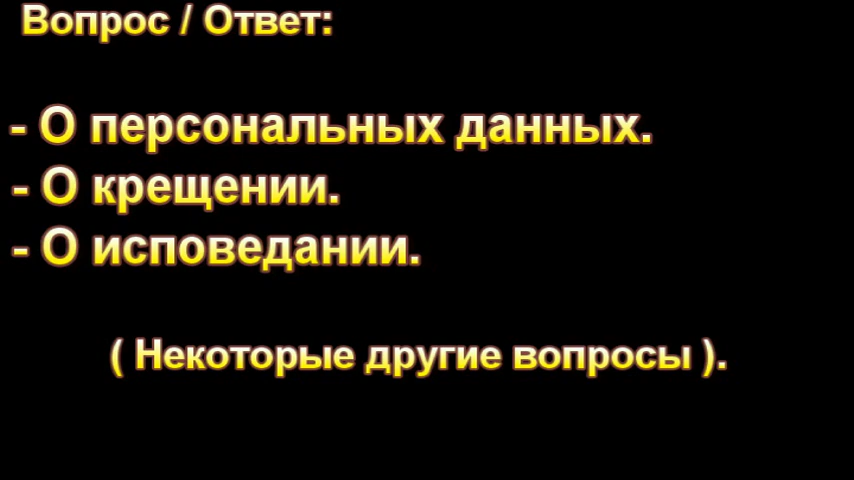 Вопрос / Ответ:
- О персональных данных.
- О крещении.
- О исповедании.
( Некоторые другие вопросы ).